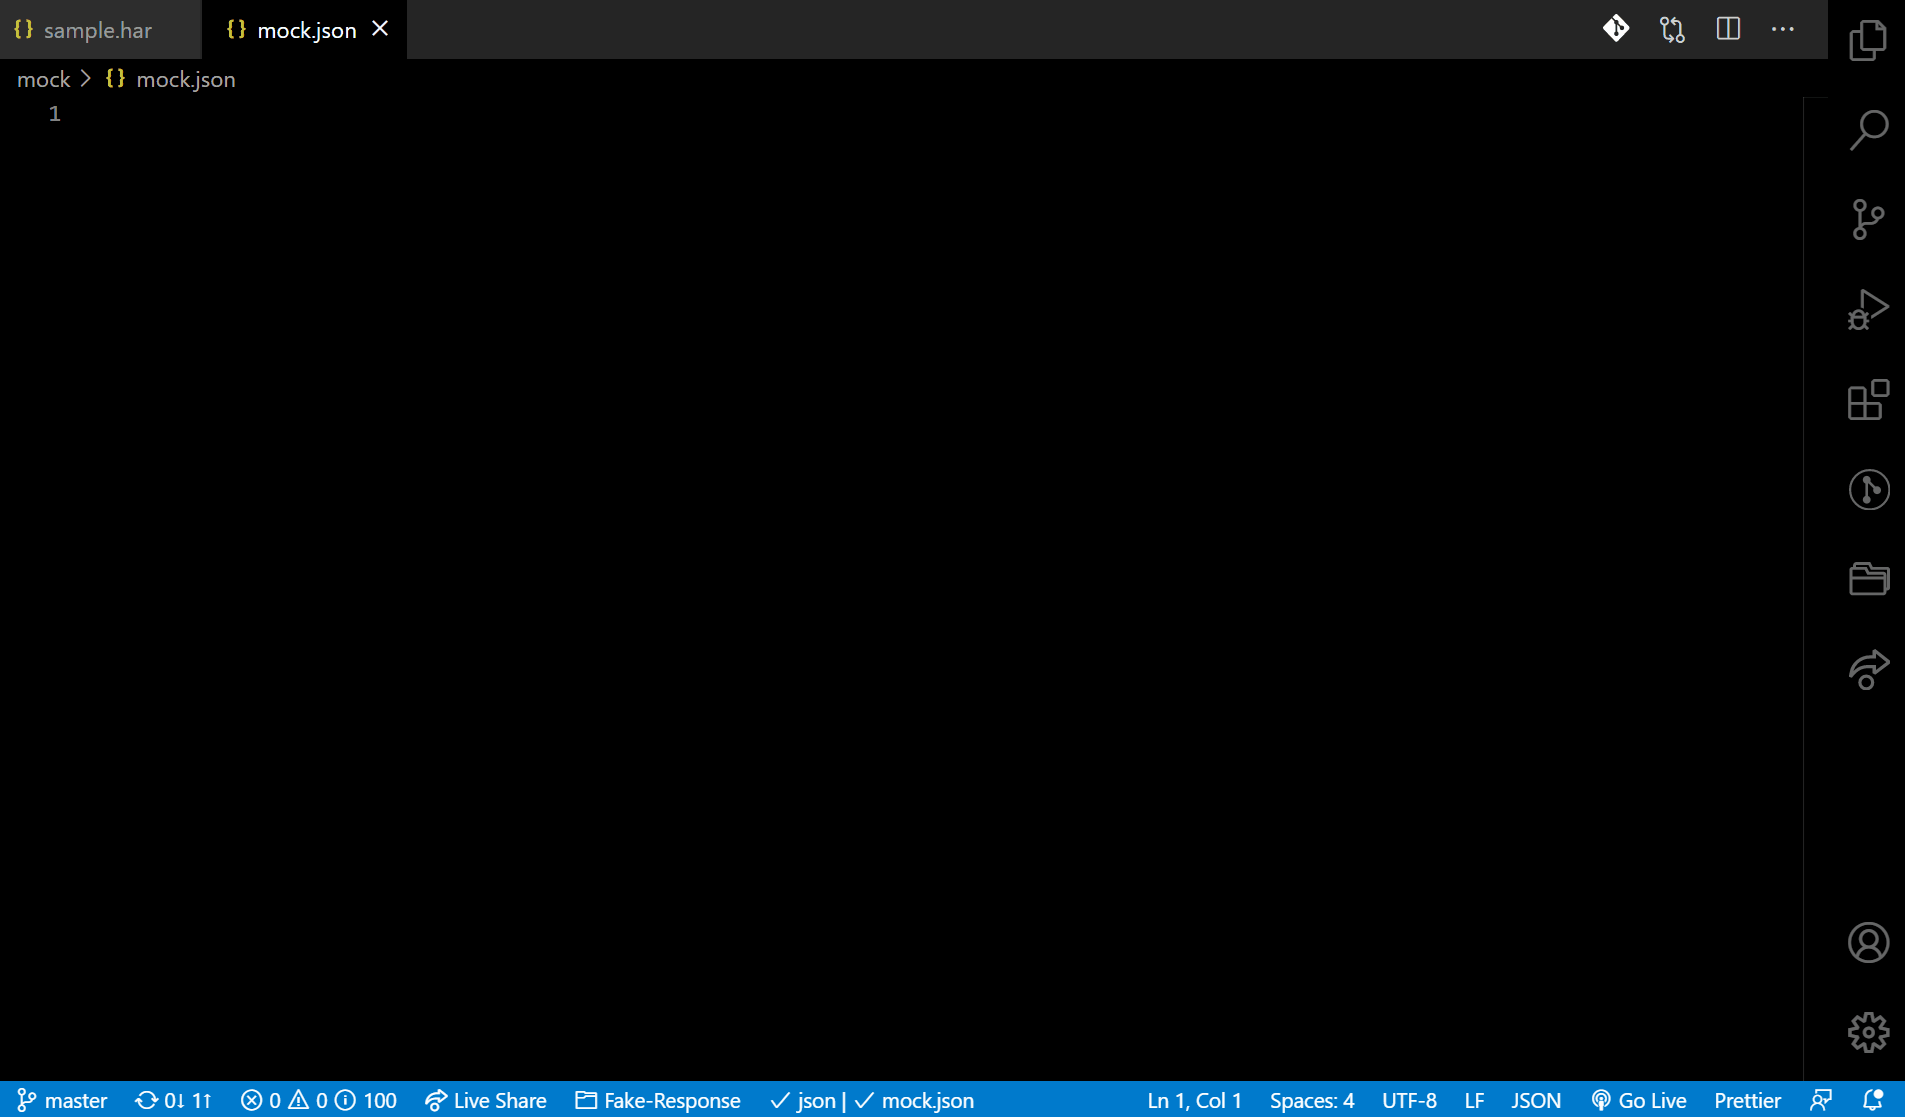 sample.har mock.json
mock > mock.json
1
master 0↓ 1↑ 0 0 100 Live Share Fake-Response json | mock.json Ln 1, Col 1 Spaces: 4 UTF-8 LF JSON Go Live Prettier